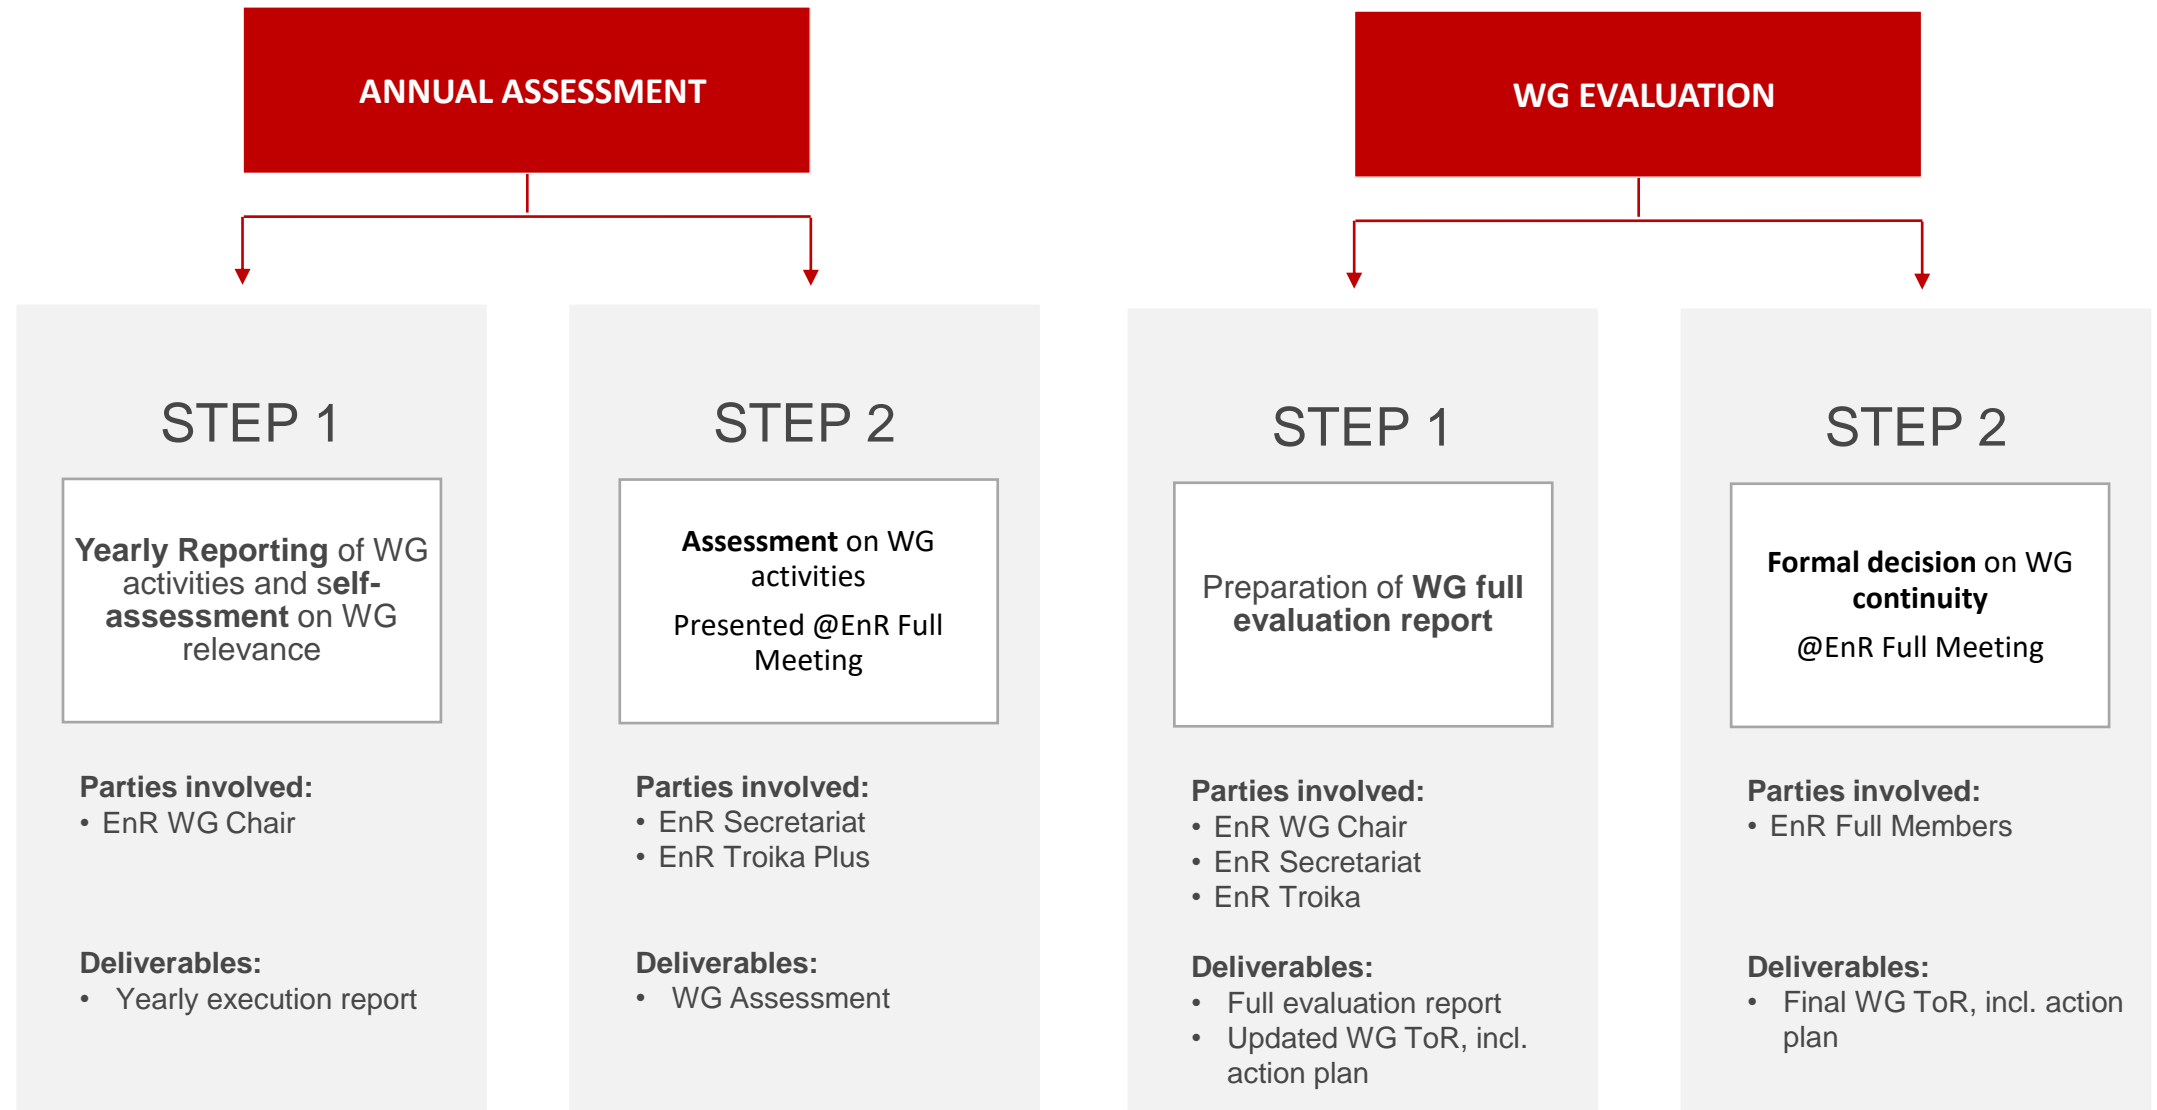 ANNUAL ASSESSMENT
STEP 1
Yearly Reporting of WG
activities and self-
assessment on WG
relevance
Parties involved:
• EnR WG Chair
Deliverables:
• Yearly execution report
STEP 2
Assessment on WG
activities
Presented @EnR Full
Meeting
Parties involved:
• EnR Secretariat
• EnR Troika Plus
Deliverables:
• WG Assessment
WG EVALUATION
STEP 1
Preparation of WG full
evaluation report
Parties involved:
• EnR WG Chair
• EnR Secretariat
• EnR Troika
Deliverables:
• Full evaluation report
• Updated WG ToR, incl.
action plan
STEP 2
Formal decision on WG
continuity
@EnR Full Meeting
Parties involved:
• EnR Full Members
Deliverables:
• Final WG ToR, incl. action
plan